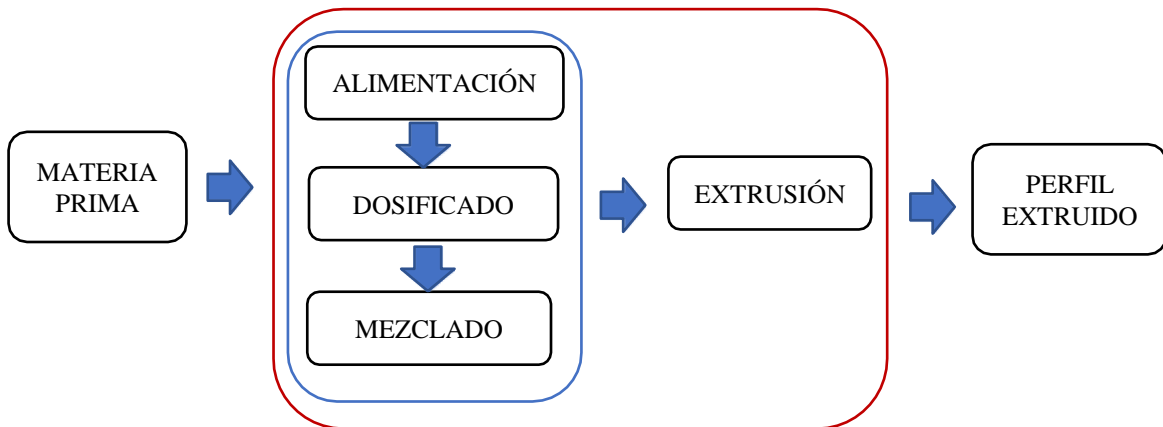 MATERIA
PRIMA
ALIMENTACIÓN
DOSIFICADO
MEZCLADO
EXTRUSIÓN
PERFIL
EXTRUIDO